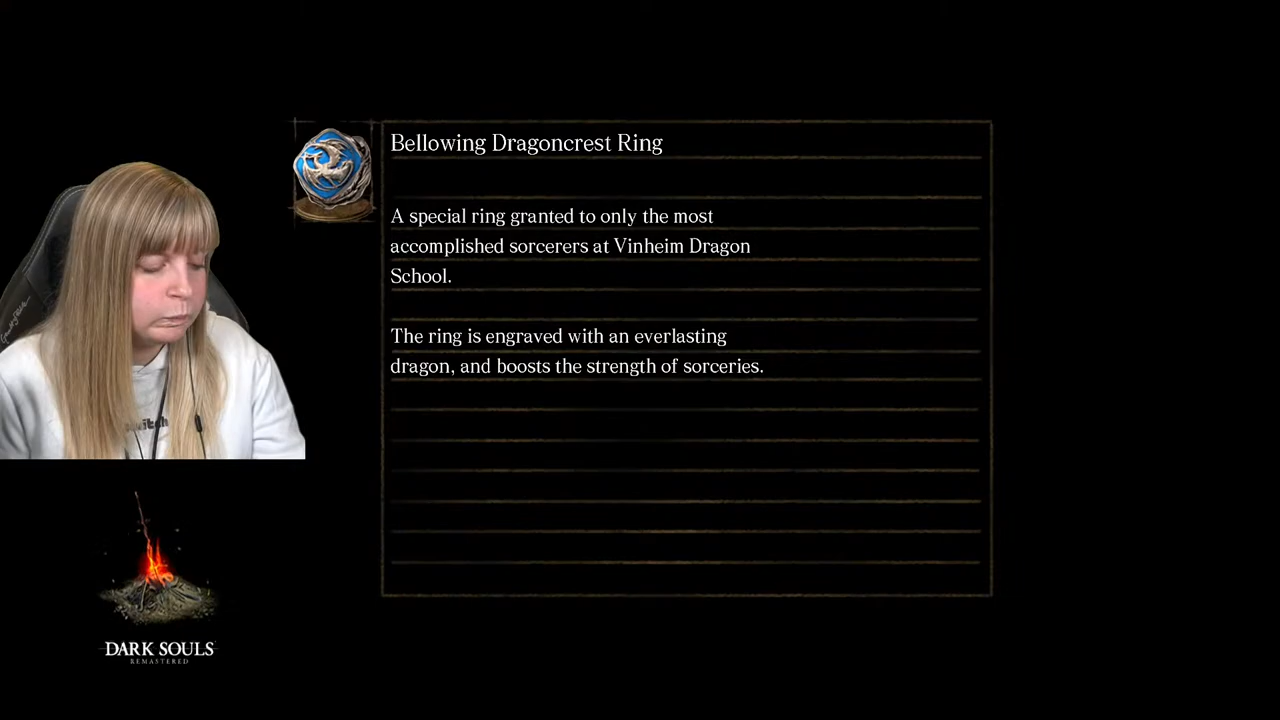 Bellowing Dragoncrest Ring
A special ring granted to only the most
accomplished sorcerers at Vinheim Dragon
School.
The ring is engraved with an everlasting
dragon, and boosts the strength of sorceries.
DARK SOULS
REMASTERED